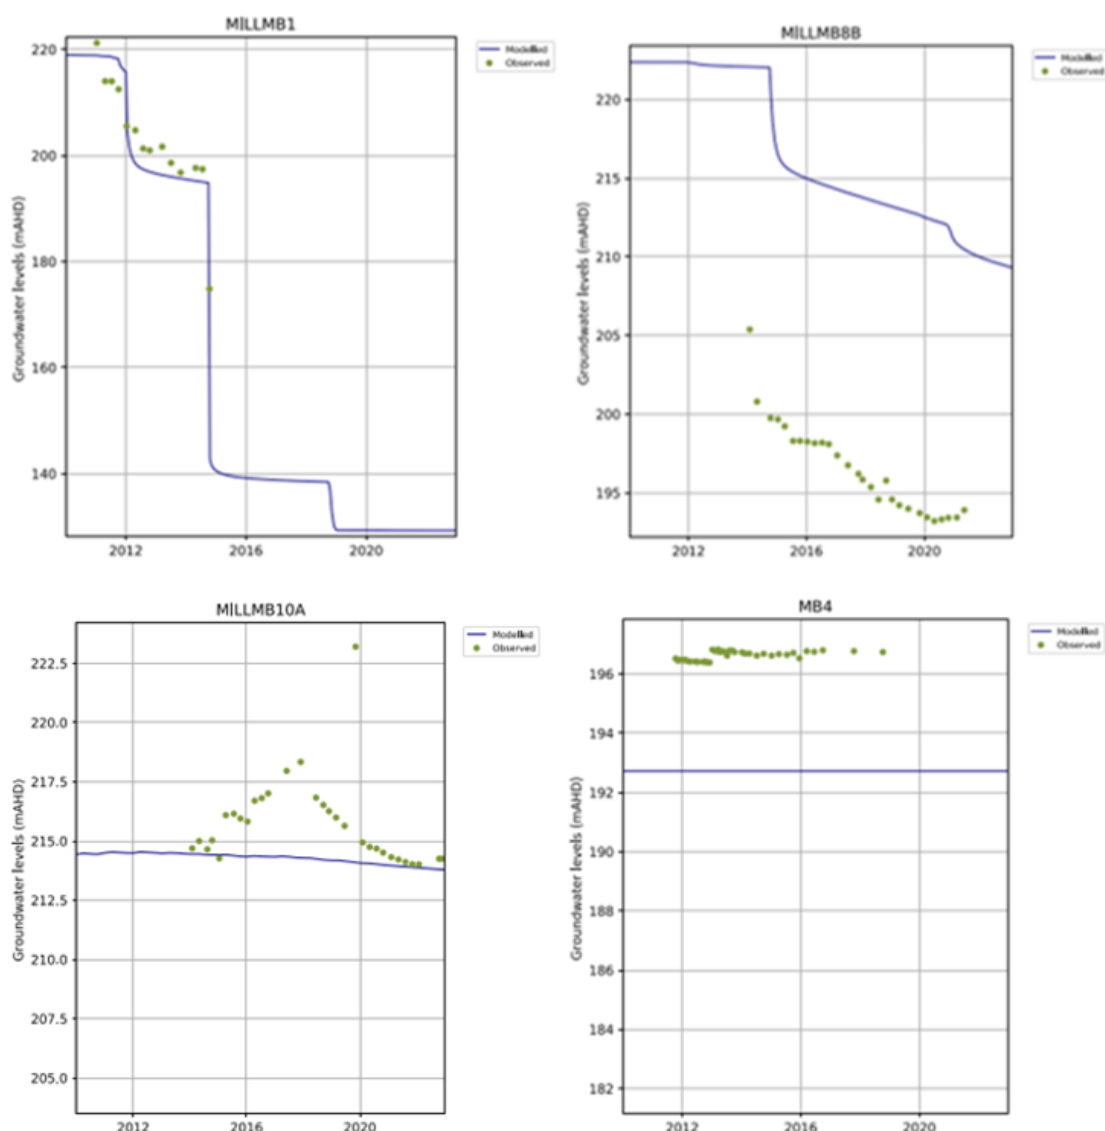 MILLMB1
Modelled
Observed
Groundwater levels (mAHD)
220
200
180
160
140
2012 2016 2020
MILLMB8B
Modelled
Observed
Groundwater levels (mAHD)
220
215
210
205
200
195
2012 2016 2020
MILLMB10A
Modelled
Observed
Groundwater levels (mAHD)
222.5
220.0
217.5
215.0
212.5
210.0
207.5
205.0
2012 2016 2020
MB4
Modelled
Observed
Groundwater levels (mAHD)
196
194
192
190
188
186
184
182
2012 2016 2020